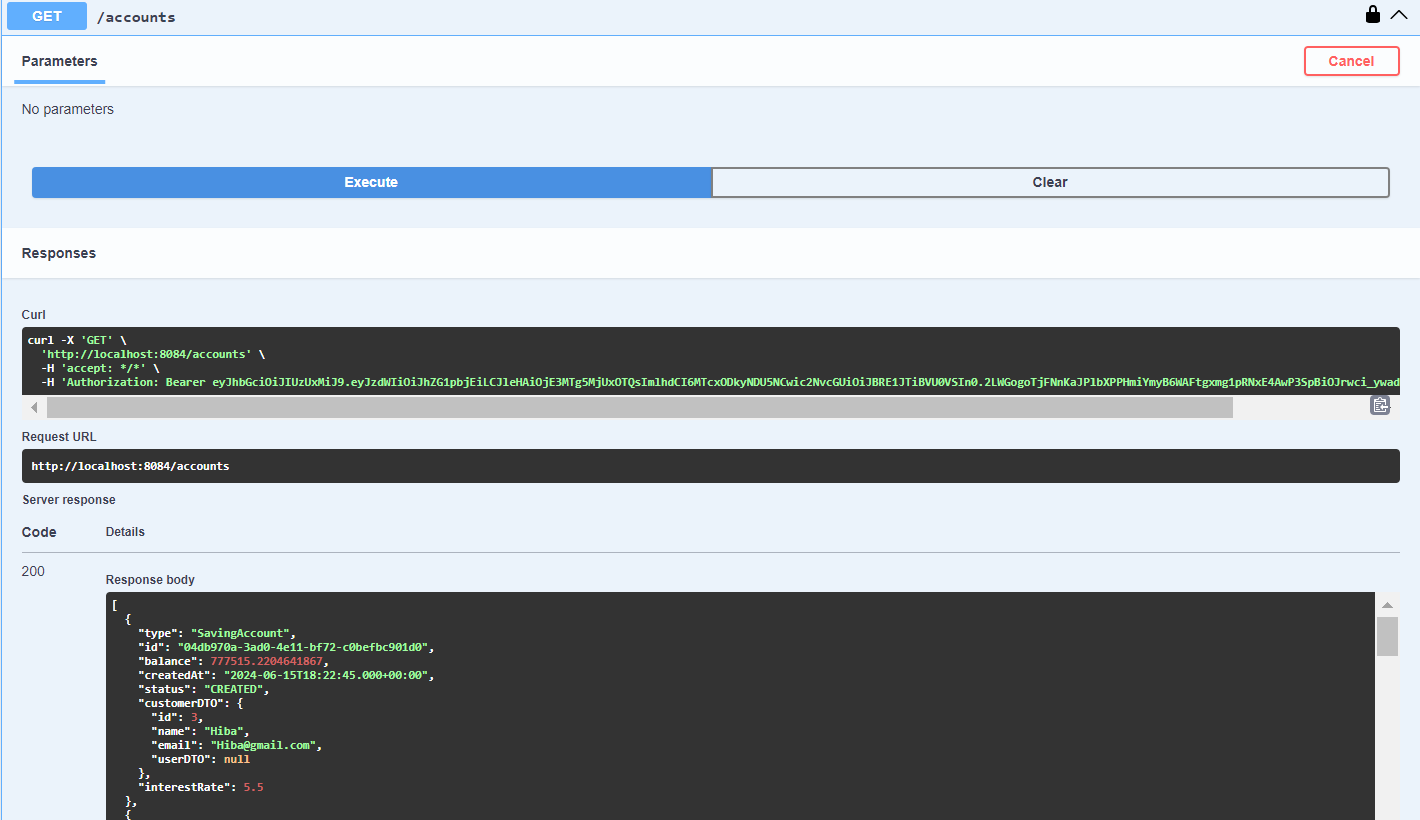 GET /accounts
Parameters
Cancel
No parameters
Execute
Clear
Responses
Curl
curl -X 'GET' \
'http://localhost:8084/accounts' \
-H 'accept: */*' \
-H 'Authorization: Bearer eyJhbGciOiJIUzUxMiJ9.eyJzdWIiOiJhZG1pbjEiLCJleHAiOjE3MTg5MjUxOTQsImlhdCI6MTcxODkyNDU5NCwic2NvcGUiOiJBRE1JTiBVU0VSIn0.2LWGogoTjFNnKaJPlbXPPHmiYmyB6WAFtgxmg1pRNxE4AwP3SpBiOJrwci_ywad
Request URL
http://localhost:8084/accounts
Server response
Code
Details
200
Response body
[
{
"type": "SavingAccount",
"id": "04db970a-3ad0-4e11-bf72-c0befbc901d0",
"balance": 777515.2204641867,
"createdAt": "2024-06-15T18:22:45.000+00:00",
"status": "CREATED",
"customerDTO": {
"id": 3,
"name": "Hiba",
"email": "Hiba@gmail.com",
"userDTO": null
},
"interestRate": 5.5
},
{